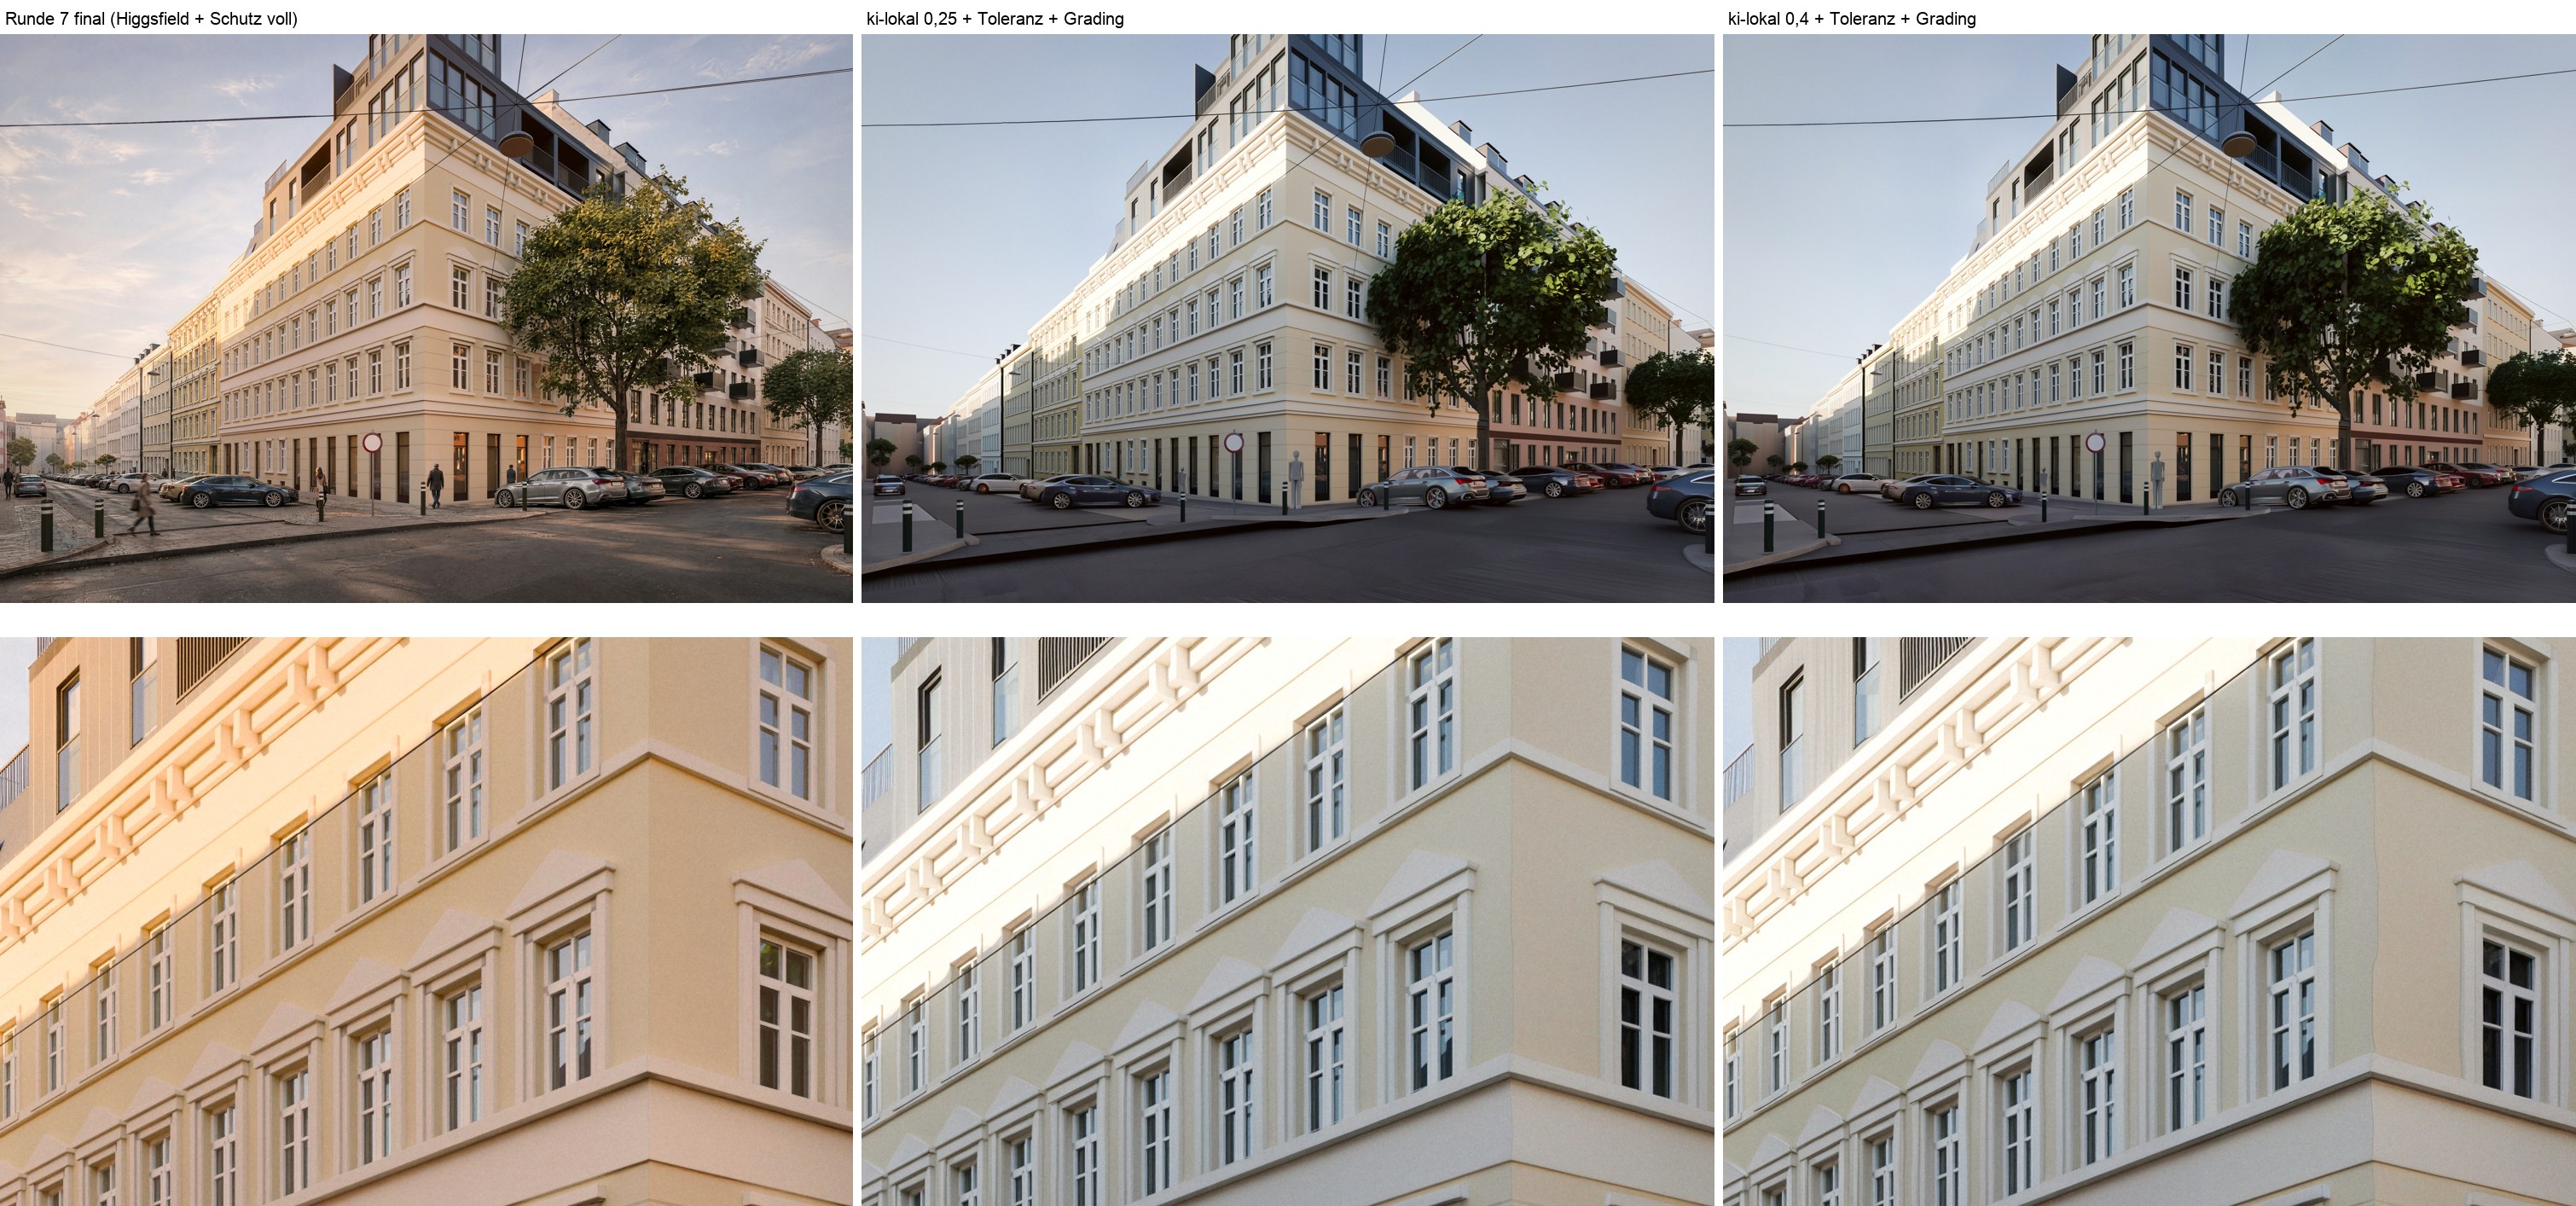 Runde 7 final (Higgsfield + Schutz voll)
ki-lokal 0,25 + Toleranz + Grading
ki-lokal 0,4 + Toleranz + Grading